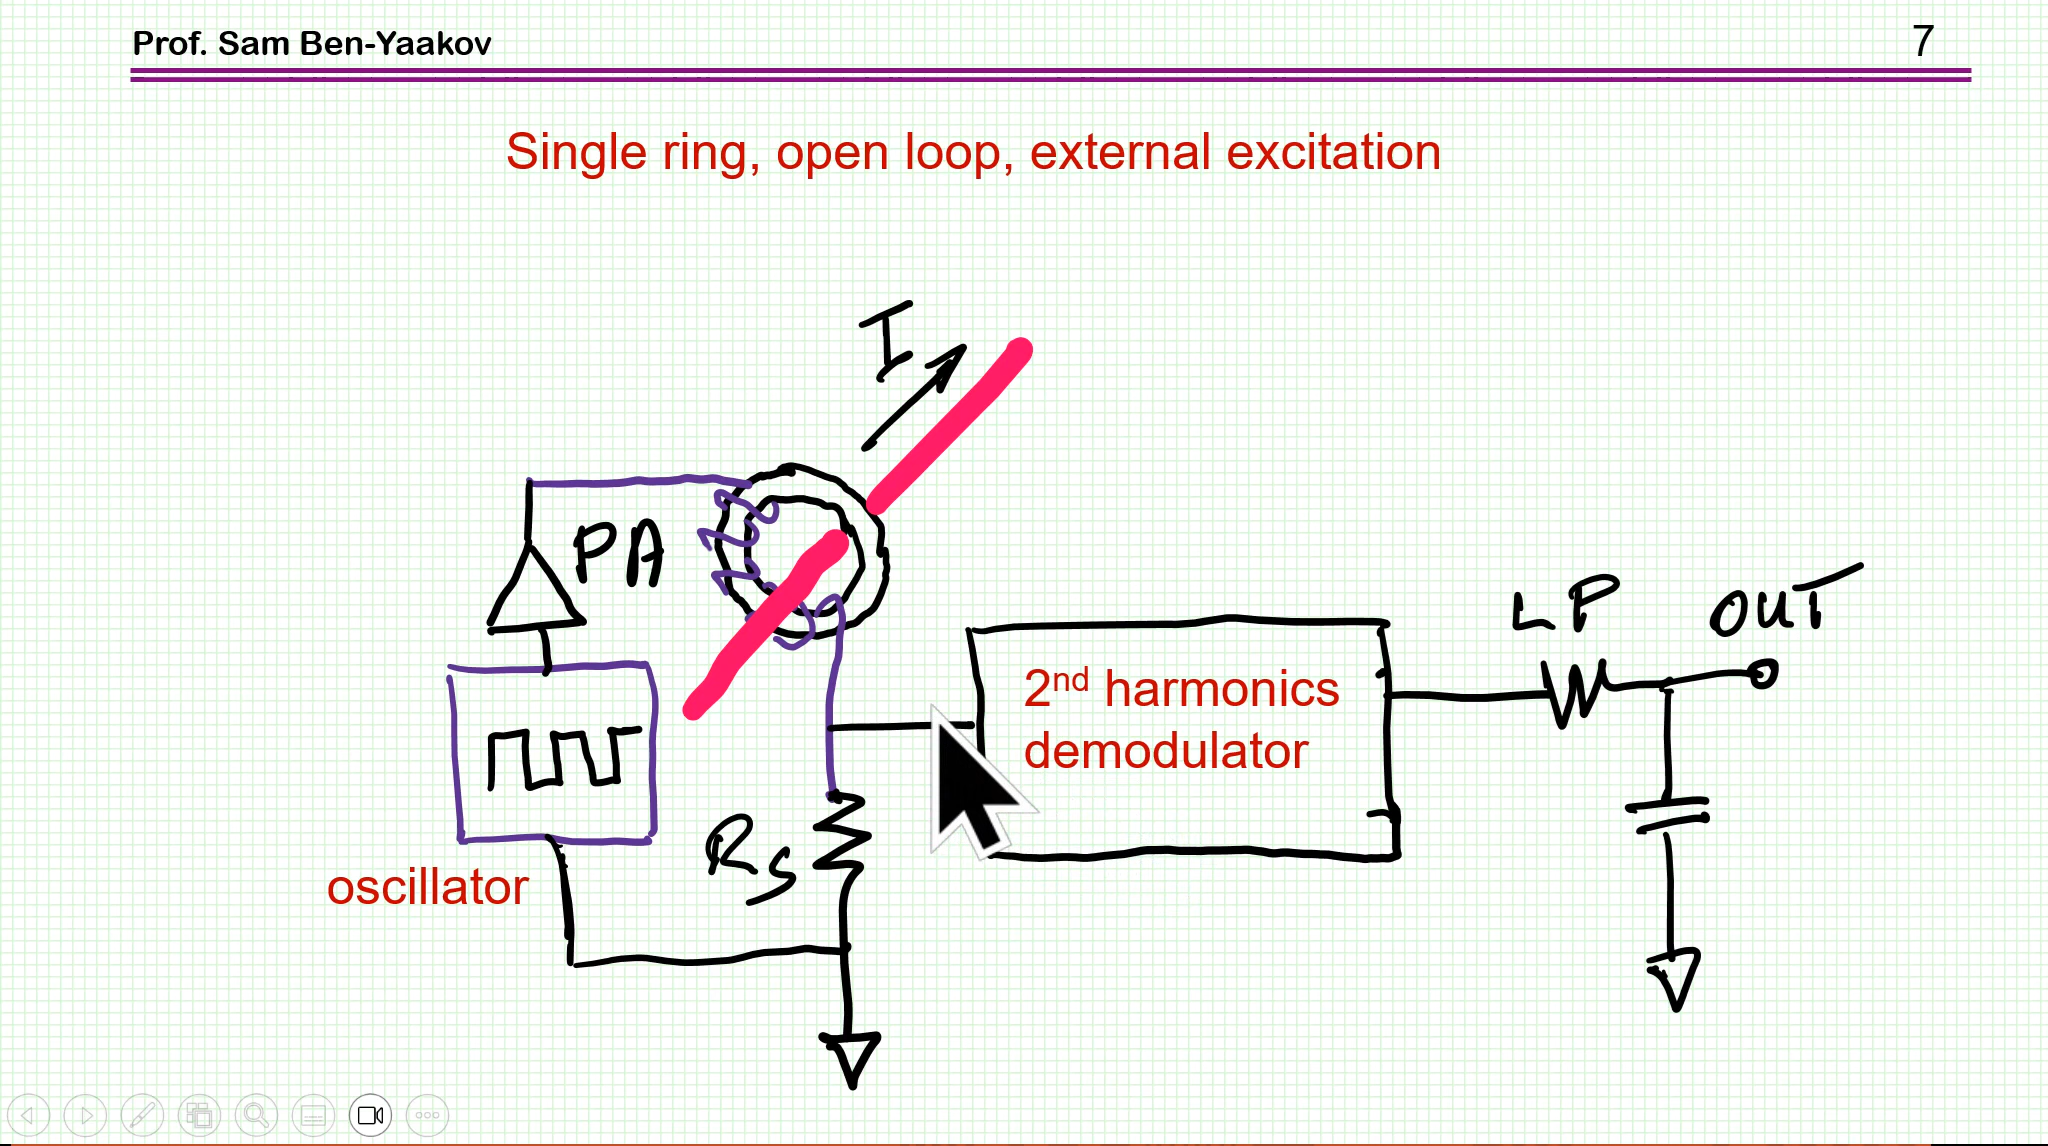 Prof. Sam Ben-Yaakov
7
Single ring, open loop, external excitation
I
PA
LP
OUT
2nd harmonics
demodulator
RS
oscillator